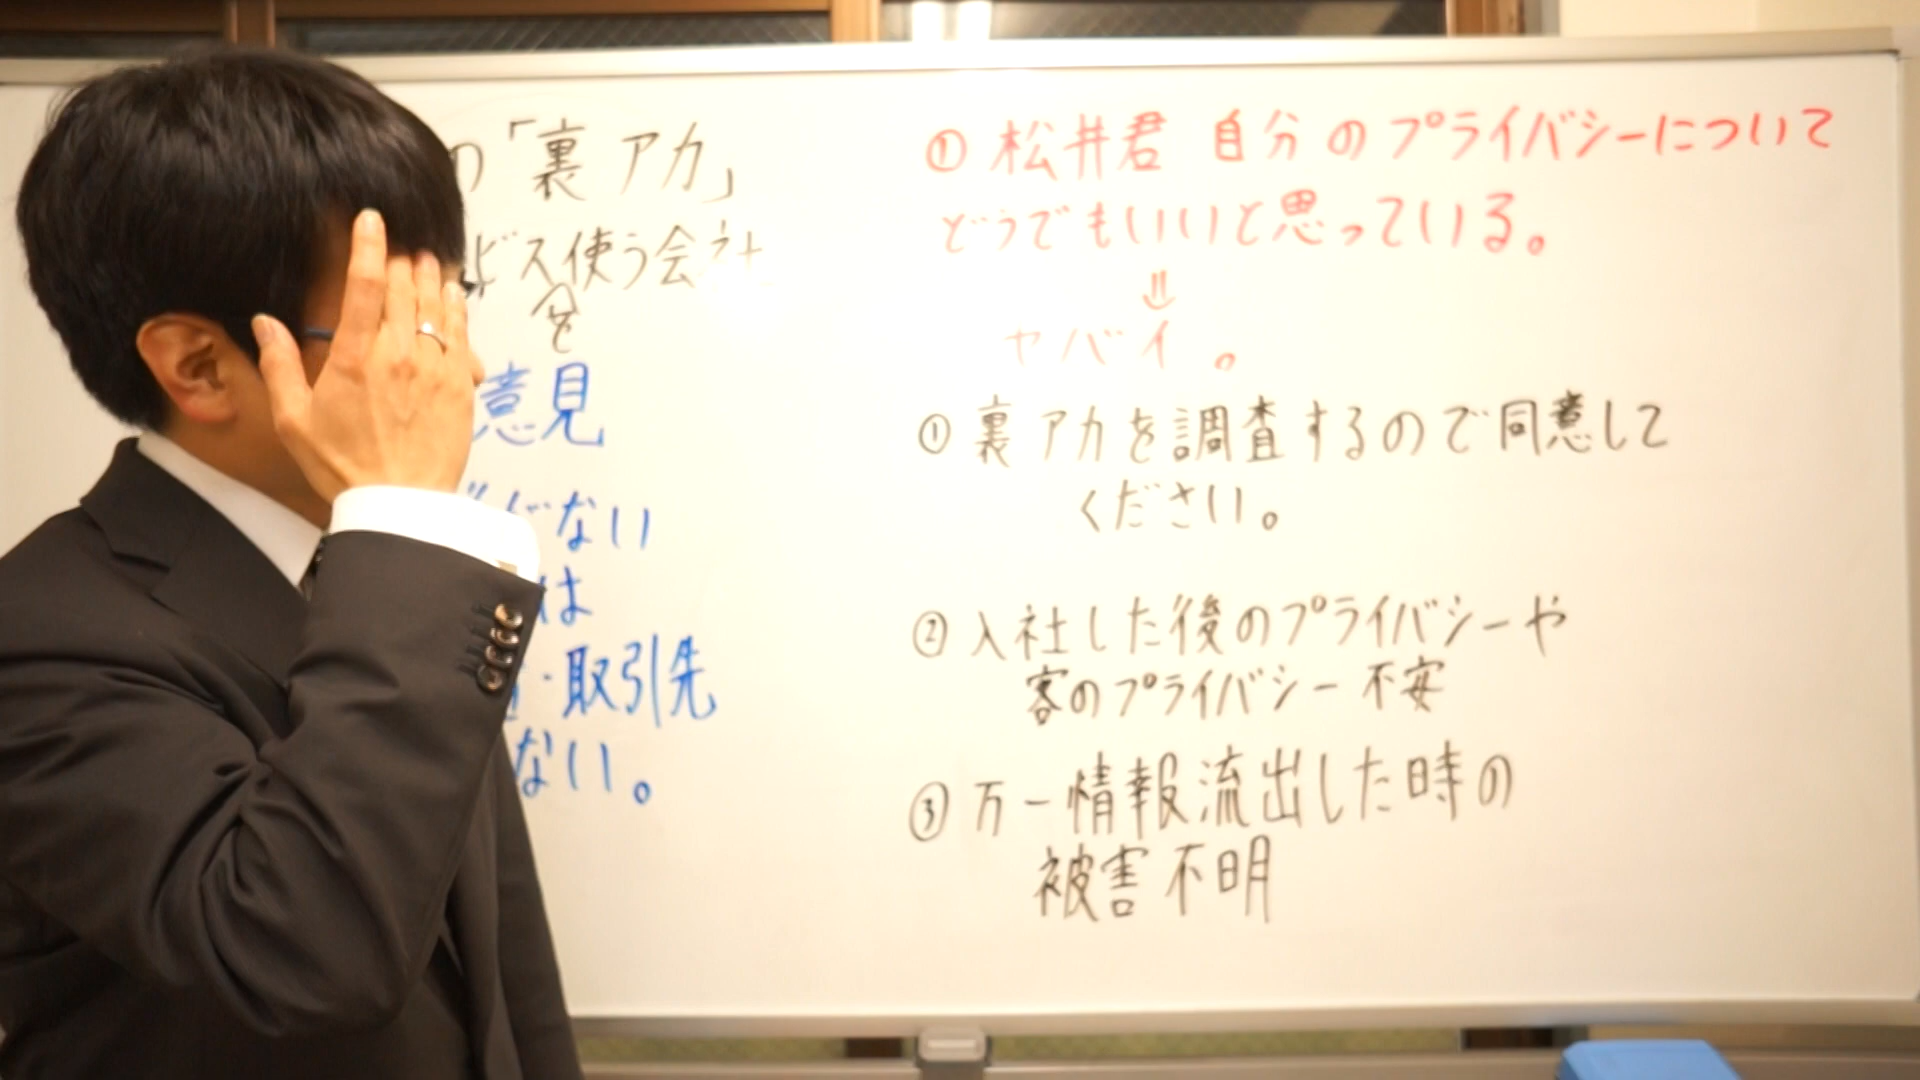 の「裏アカ」
ビス使う会社
を
意見
ない
は
・取引先
ない。
① 松井君 自分のプライバシーについて
どうでもいいと思っている。
⇓
ヤバイ。
① 裏アカを調査するので同意して
ください。
② 入社した後のプライバシーや
客のプライバシー不安
③ 万一情報流出した時の
被害不明